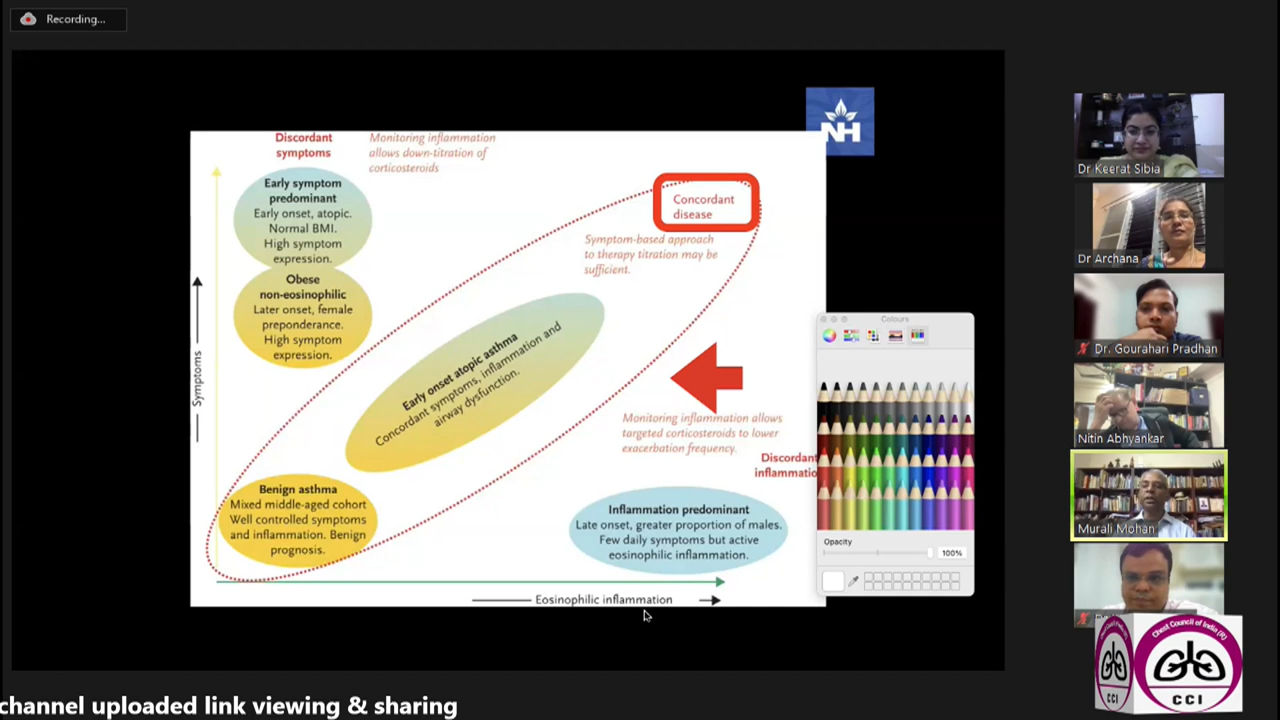 Recording...
NH
Discordant
symptoms
Monitoring inflammation
allows down-titration of
corticosteroids
Early symptom
predominant
Early onset, atopic.
Normal BMI.
High symptom
expression.
Obese
non-eosinophilic
Later onset, female
preponderance.
High symptom
expression.
Concordant
disease
Symptom-based approach
to therapy titration may be
sufficient.
Early onset atopic asthma
Concordant symptoms, inflammation and
airway dysfunction.
Symptoms
Monitoring inflammation allows
targeted corticosteroids to lower
exacerbation frequency.
Discordant
inflammatio
Benign asthma
Mixed middle-aged cohort
Well controlled symptoms
and inflammation. Benign
prognosis.
Inflammation predominant
Late onset, greater proportion of males.
Few daily symptoms but active
eosinophilic inflammation.
Eosinophilic inflammation
Colours
Opacity
100%
Dr Keerat Sibia
Dr Archana
Dr. Gourahari Pradhan
Nitin Abhyankar
Murali Mohan
Chest Council of India (R)
CCI
channel uploaded link viewing & sharing